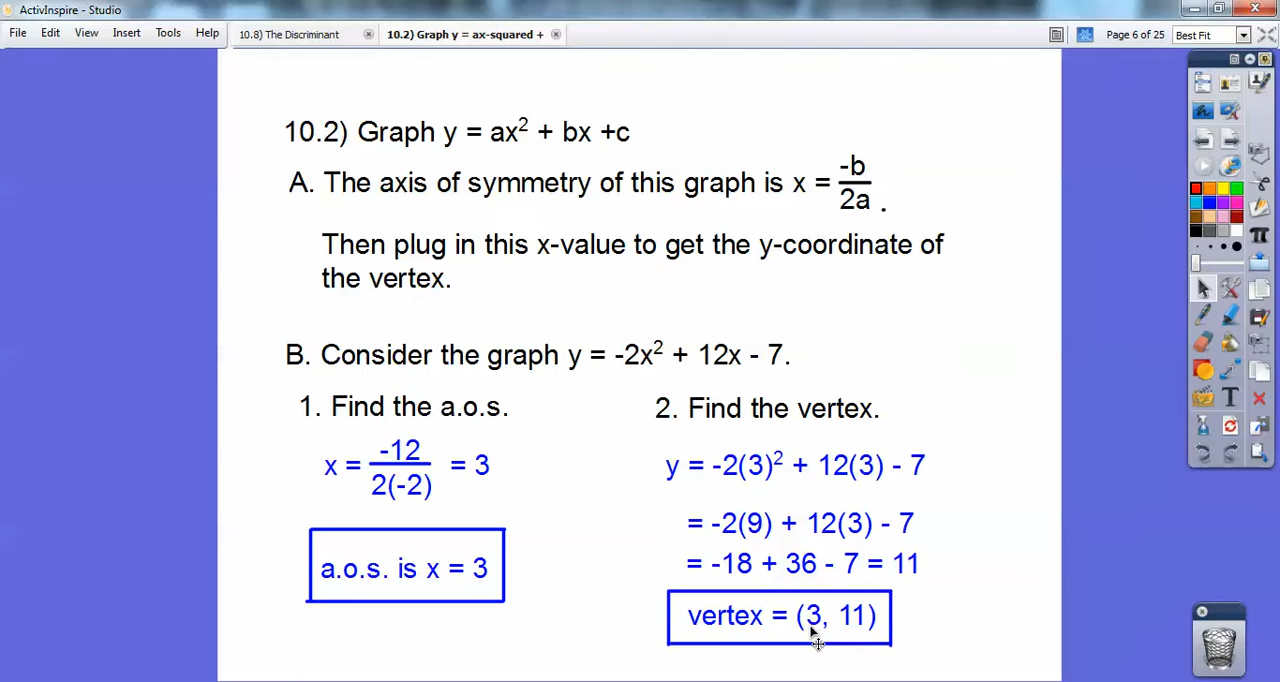 ActivInspire - Studio
File Edit View Insert Tools Help
10.8) The Discriminant
10.2) Graph y = ax-squared +
Page 6 of 25
Best Fit
10.2) Graph y = ax² + bx +c
A. The axis of symmetry of this graph is x = -b/2a .
Then plug in this x-value to get the y-coordinate of
the vertex.
B. Consider the graph y = -2x² + 12x - 7.
1. Find the a.o.s.
x = -12/2(-2) = 3
a.o.s. is x = 3
2. Find the vertex.
y = -2(3)² + 12(3) - 7
= -2(9) + 12(3) - 7
= -18 + 36 - 7 = 11
vertex = (3, 11)